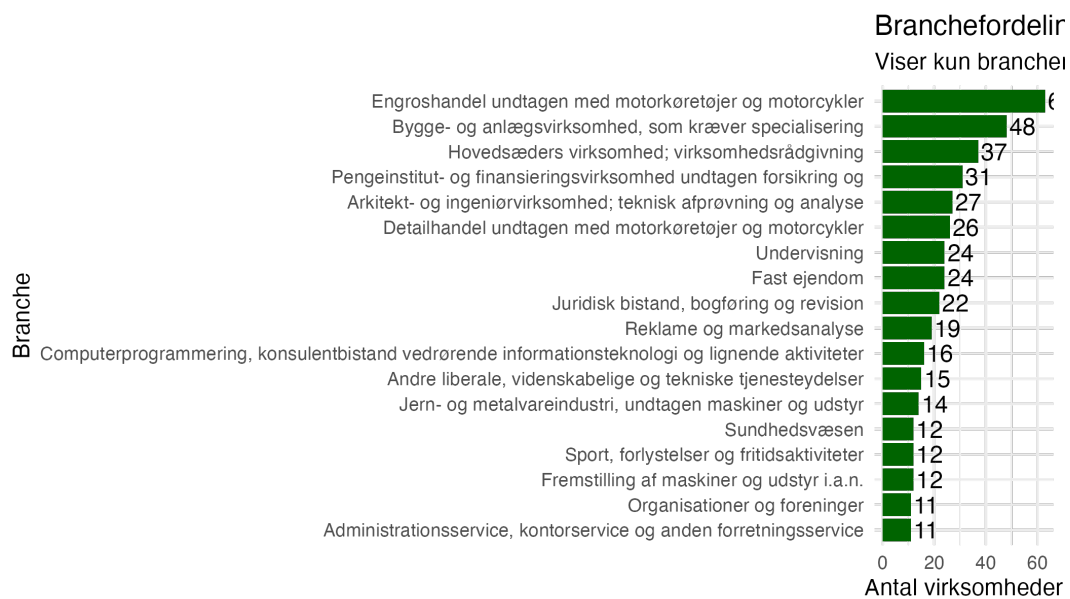 Branchefordelin
Viser kun brancher
Engroshandel undtagen med motorkøretøjer og motorcykler
Bygge- og anlægsvirksomhed, som kræver specialisering 48
Hovedsæders virksomhed; virksomhedsrådgivning 37
Pengeinstitut- og finansieringsvirksomhed undtagen forsikring og 31
Arkitekt- og ingeniørvirksomhed; teknisk afprøvning og analyse 27
Detailhandel undtagen med motorkøretøjer og motorcykler 26
Undervisning 24
Fast ejendom 24
Juridisk bistand, bogføring og revision 22
Reklame og markedsanalyse 19
Computerprogrammering, konsulentbistand vedrørende informationsteknologi og lignende aktiviteter 16
Andre liberale, videnskabelige og tekniske tjenesteydelser 15
Jern- og metalvareindustri, undtagen maskiner og udstyr 14
Sundhedsvæsen 12
Sport, forlystelser og fritidsaktiviteter 12
Fremstilling af maskiner og udstyr i.a.n. 12
Organisationer og foreninger 11
Administrationsservice, kontorservice og anden forretningsservice 11
0 20 40 60
Antal virksomheder
Branche